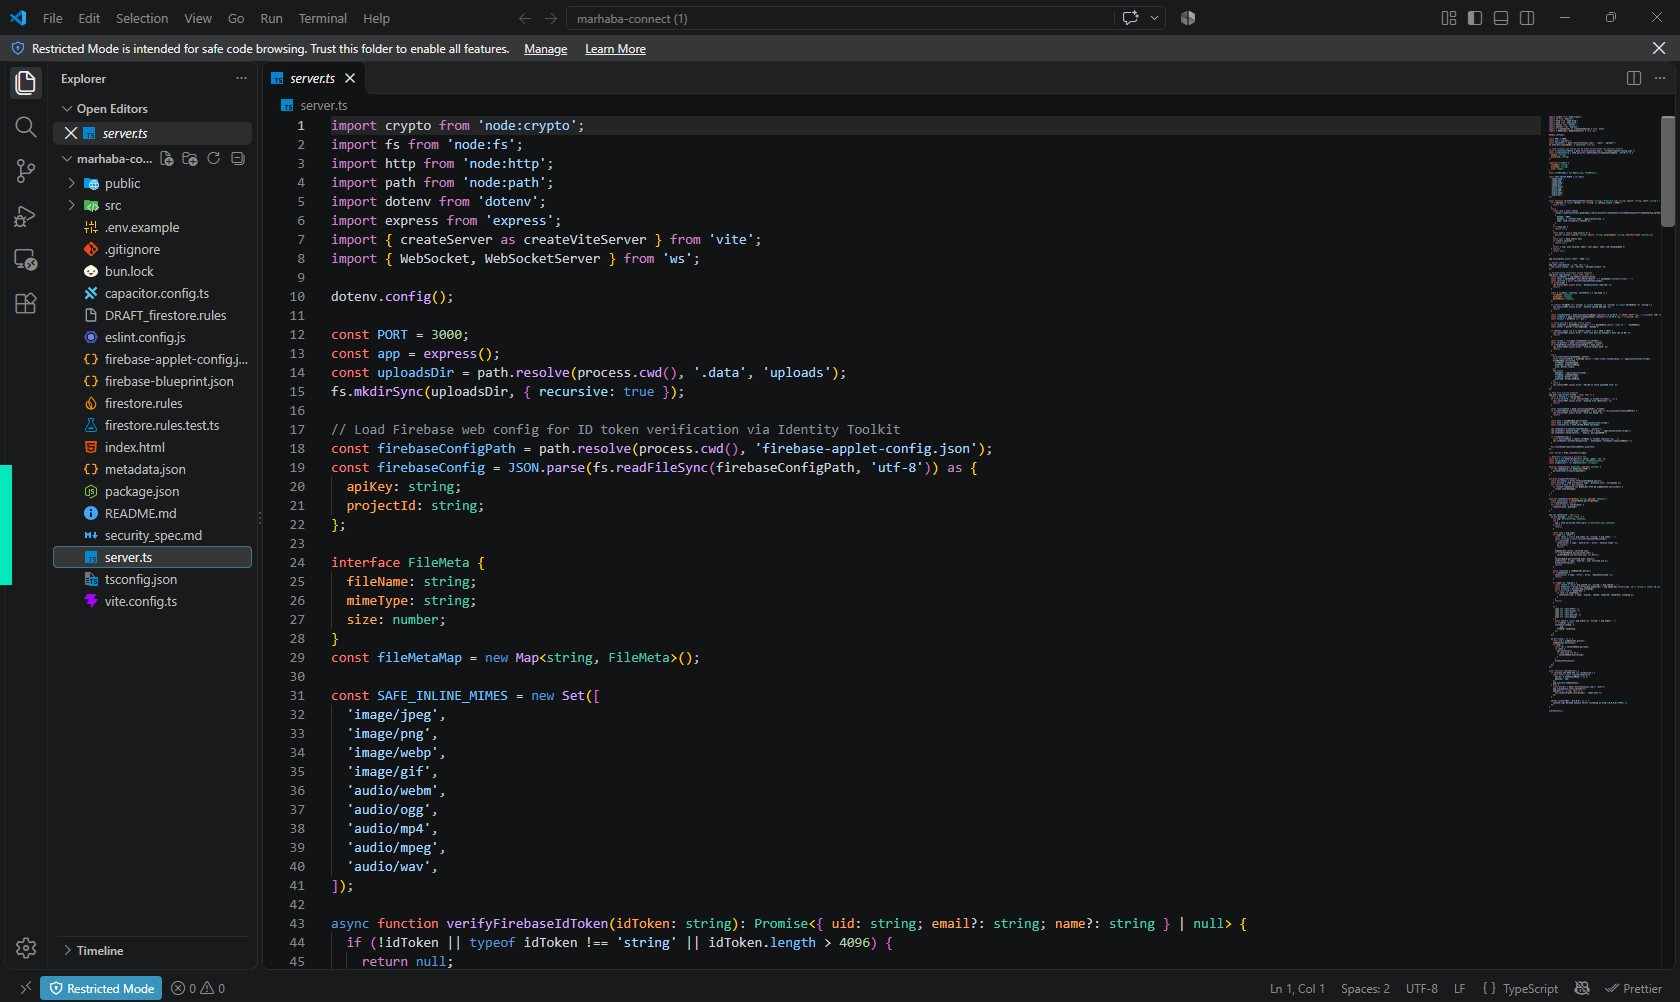 File Edit Selection View Go Run Terminal Help
marhaba-connect (1)
Restricted Mode is intended for safe code browsing. Trust this folder to enable all features. Manage Learn More
Explorer
Open Editors
server.ts
marhaba-co...
public
src
.env.example
.gitignore
bun.lock
capacitor.config.ts
DRAFT_firestore.rules
eslint.config.js
firebase-applet-config.j...
firebase-blueprint.json
firestore.rules
firestore.rules.test.ts
index.html
metadata.json
package.json
README.md
security_spec.md
server.ts
tsconfig.json
vite.config.ts
Timeline
server.ts
server.ts
1 import crypto from 'node:crypto';
2 import fs from 'node:fs';
3 import http from 'node:http';
4 import path from 'node:path';
5 import dotenv from 'dotenv';
6 import express from 'express';
7 import { createServer as createViteServer } from 'vite';
8 import { WebSocket, WebSocketServer } from 'ws';
9
10 dotenv.config();
11
12 const PORT = 3000;
13 const app = express();
14 const uploadsDir = path.resolve(process.cwd(), '.data', 'uploads');
15 fs.mkdirSync(uploadsDir, { recursive: true });
16
17 // Load Firebase web config for ID token verification via Identity Toolkit
18 const firebaseConfigPath = path.resolve(process.cwd(), 'firebase-applet-config.json');
19 const firebaseConfig = JSON.parse(fs.readFileSync(firebaseConfigPath, 'utf-8')) as {
20 apiKey: string;
21 projectId: string;
22 };
23
24 interface FileMeta {
25 fileName: string;
26 mimeType: string;
27 size: number;
28 }
29 const fileMetaMap = new Map<string, FileMeta>();
30
31 const SAFE_INLINE_MIMES = new Set([
32 'image/jpeg',
33 'image/png',
34 'image/webp',
35 'image/gif',
36 'audio/webm',
37 'audio/ogg',
38 'audio/mp4',
39 'audio/mpeg',
40 'audio/wav',
41 ]);
42
43 async function verifyFirebaseIdToken(idToken: string): Promise<{ uid: string; email?: string; name?: string } | null> {
44 if (!idToken || typeof idToken !== 'string' || idToken.length > 4096) {
45 return null;
Restricted Mode 0 0
Ln 1, Col 1 Spaces: 2 UTF-8 LF { } TypeScript Prettier